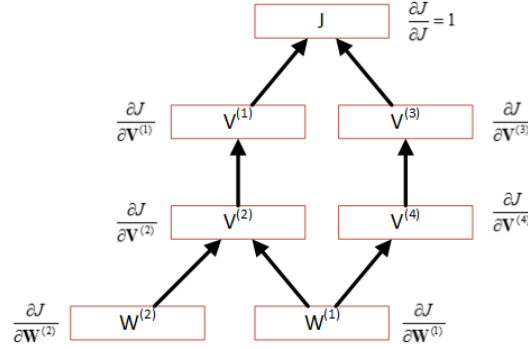 J ∂J/∂J = 1
∂J/∂V⁽¹⁾ V⁽¹⁾ V⁽³⁾ ∂J/∂V⁽³⁾
∂J/∂V⁽²⁾ V⁽²⁾ V⁽⁴⁾ ∂J/∂V⁽⁴⁾
∂J/∂W⁽²⁾ W⁽²⁾ W⁽¹⁾ ∂J/∂W⁽¹⁾